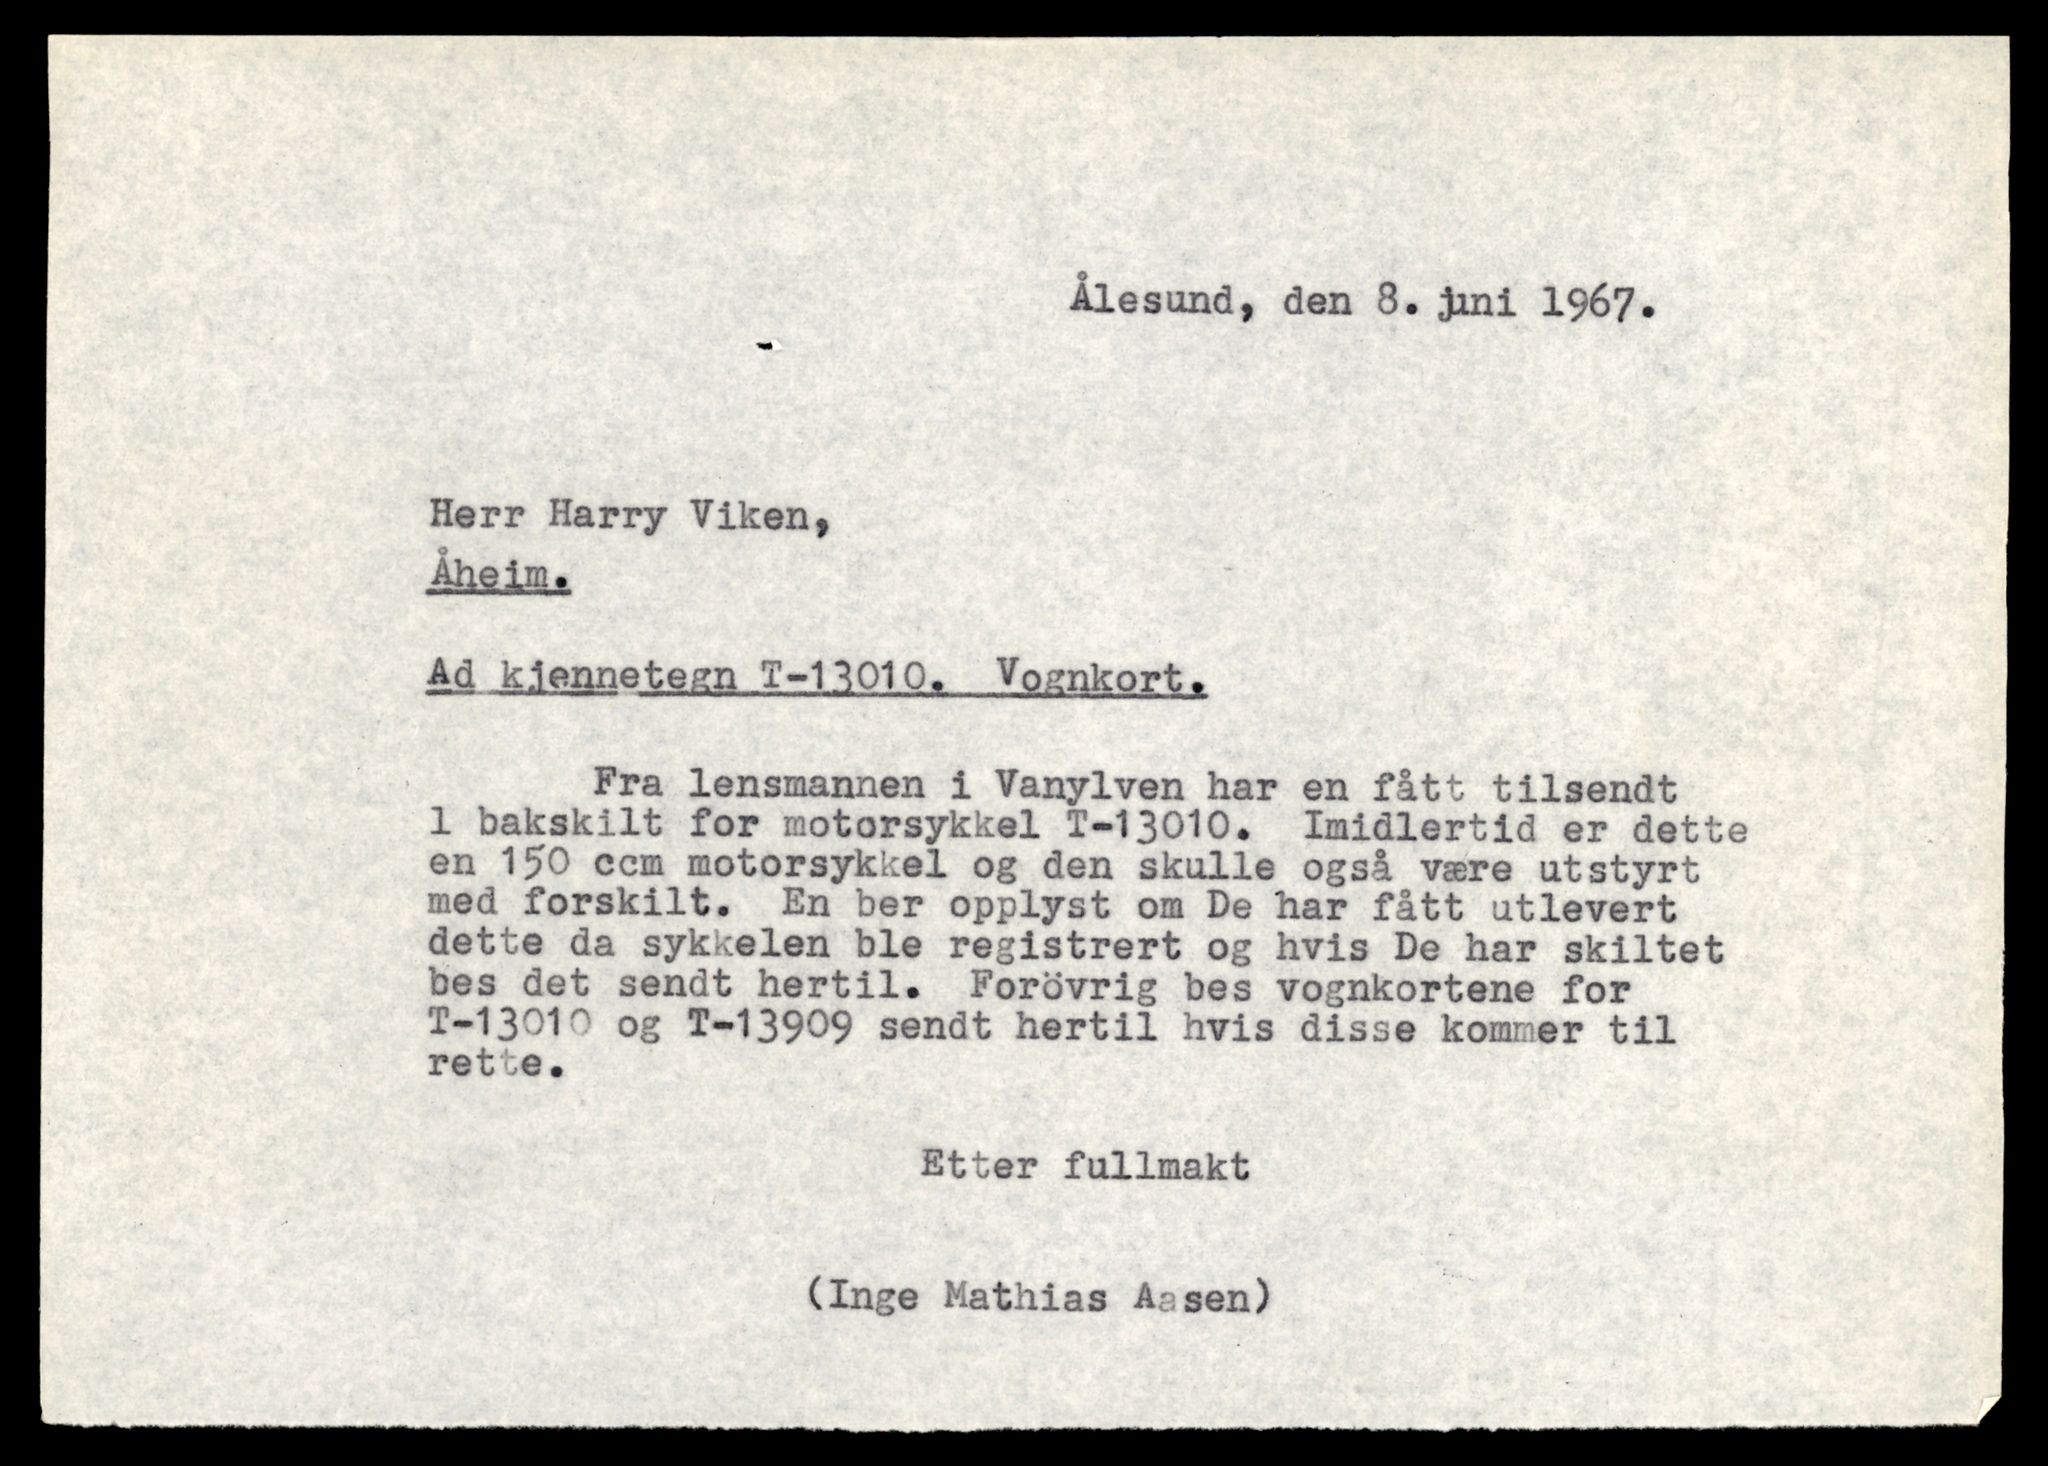 Ålesund, den 8. juni 1967.
Herr Harry Viken,
Åheim.
Ad kjennetegn T-13010. Vognkort.
Fra lensmannen i Vanylven har en fått tilsendt
1 bakskilt for motorsykkel T-13010. Imidlertid er dette
en 150 ccm motorsykkel og den skulle også være utstyrt
med forskilt. En ber opplyst om De har fått utlevert
dette da sykkelen ble registrert og hvis De har skiltet
bes det sendt hertil. Forövrig bes vognkortene for
T-13010 og T-13909 sendt hertil hvis disse kommer til
rette.
Etter fullmakt
(Inge Mathias Aasen)